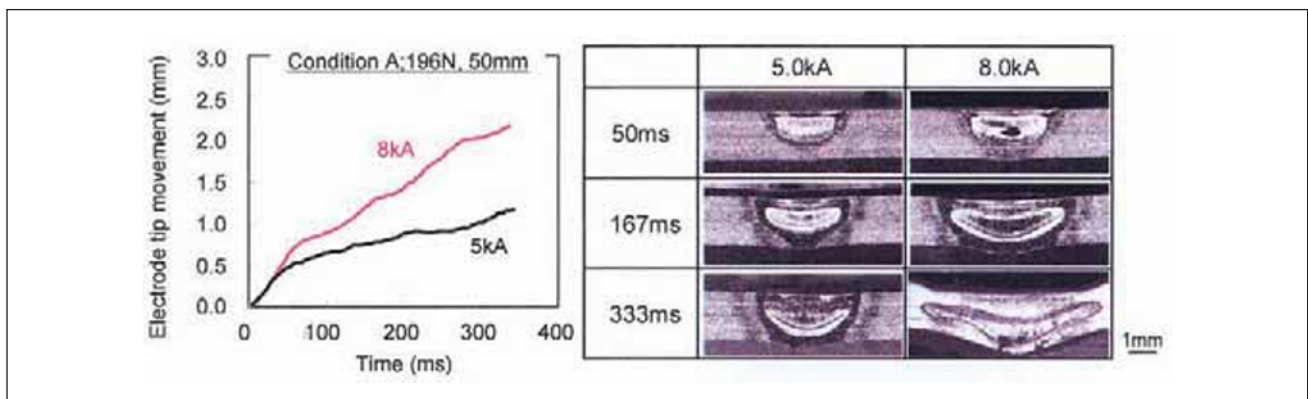 Condition A;196N, 50mm
Electrode tip movement (mm)
3.0
2.5
2.0
1.5
1.0
0.5
0.0
8kA
5kA
0
100
200
300
400
Time (ms)
5.0kA
8.0kA
50ms
167ms
333ms
1mm